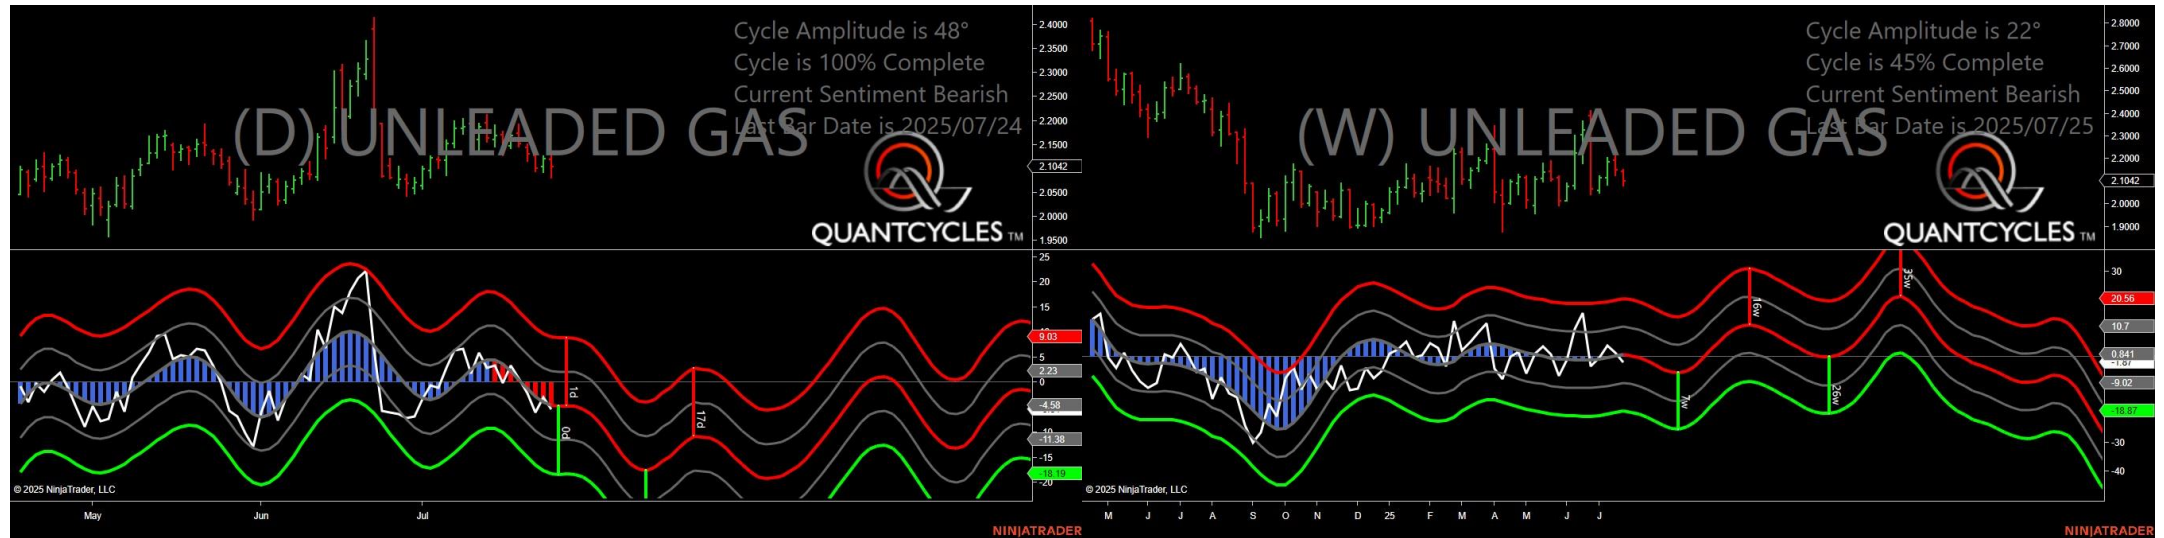 Cycle Amplitude is 48°
Cycle is 100% Complete
Current Sentiment Bearish
Last Bar Date is 2025/07/24
(D) UNLEADED GAS
QUANTCYCLES TM
2.4000
2.3500
2.3000
2.2500
2.2000
2.1500
2.1042
2.0500
2.0000
1.9500
25
20
15
9.03
5
2.23
0
-4.58
-11.38
-15
-18.19
-20
1d
0d
17d
© 2025 NinjaTrader, LLC
May
Jun
Jul
NINJATRADER
Cycle Amplitude is 22°
Cycle is 45% Complete
Current Sentiment Bearish
Last Bar Date is 2025/07/25
(W) UNLEADED GAS
QUANTCYCLES TM
2.8000
2.7000
2.6000
2.5000
2.4000
2.3000
2.2000
2.1042
2.0000
1.9000
30
20.56
10.7
0.841
-1.87
-9.02
-18.87
-30
-40
7w
16w
26w
35w
© 2025 NinjaTrader, LLC
M J J A S O N D 25 F M A M J J
NINJATRADER